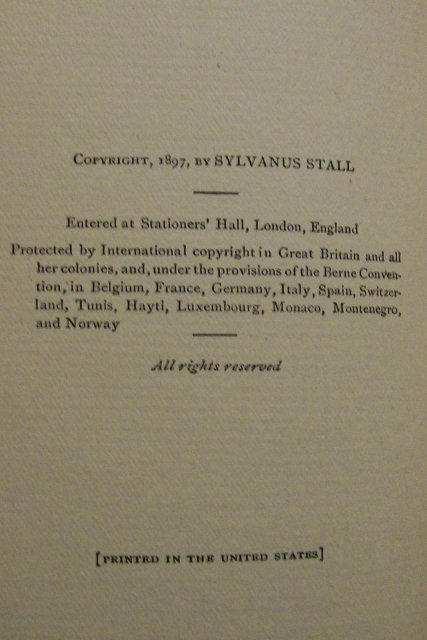 COPYRIGHT, 1897, BY SYLVANUS STALL
Entered at Stationers' Hall, London, England
Protected by International copyright in Great Britain and all
her colonies, and, under the provisions of the Berne Conven-
tion, in Belgium, France, Germany, Italy, Spain, Switzer-
land, Tunis, Hayti, Luxembourg, Monaco, Montenegro,
and Norway
All rights reserved
[PRINTED IN THE UNITED STATES]